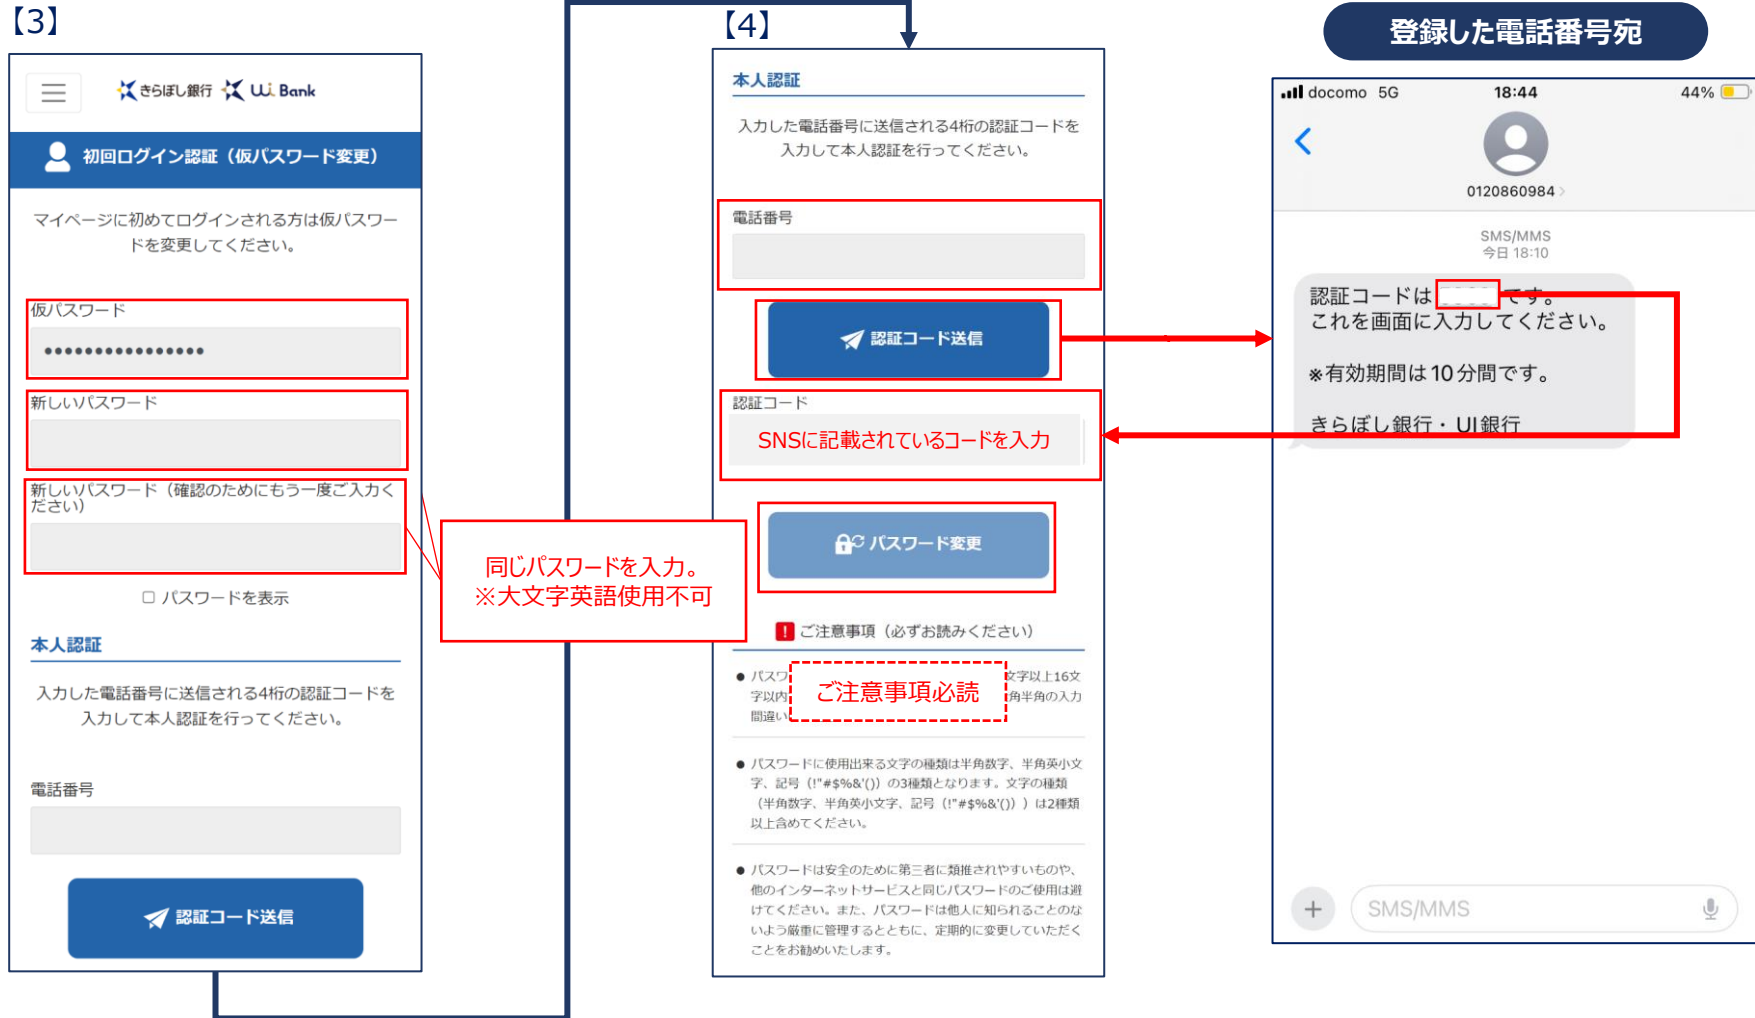 【3】
きらぼし銀行 UI Bank
初回ログイン認証（仮パスワード変更）
マイページに初めてログインされる方は仮パスワー
ドを変更してください。
仮パスワード
••••••••••••••••
新しいパスワード
新しいパスワード（確認のためにもう一度ご入力く
ださい）
パスワードを表示
本人認証
入力した電話番号に送信される4桁の認証コードを
入力して本人認証を行ってください。
電話番号
認証コード送信
同じパスワードを入力。
※大文字英語使用不可
【4】
本人認証
入力した電話番号に送信される4桁の認証コードを
入力して本人認証を行ってください。
電話番号
認証コード送信
認証コード
SNSに記載されているコードを入力
パスワード変更
ご注意事項（必ずお読みください）
● パスワ 文字以上16文
字以内 角半角の入力
間違い
ご注意事項必読
● パスワードに使用出来る文字の種類は半角数字、半角英小文
字、記号（!"#$%&'()）の3種類となります。文字の種類
（半角数字、半角英小文字、記号（!"#$%&'()））は2種類
以上含めてください。
● パスワードは安全のために第三者に類推されやすいものや、
他のインターネットサービスと同じパスワードのご使用は避
けてください。また、パスワードは他人に知られることのな
いよう厳重に管理するとともに、定期的に変更していただく
ことをお勧めいたします。
登録した電話番号宛
docomo 5G 18:44 44%
0120860984
SMS/MMS
今日 18:10
認証コードは です。
これを画面に入力してください。
※有効期間は10分間です。
きらぼし銀行・UI銀行
SMS/MMS